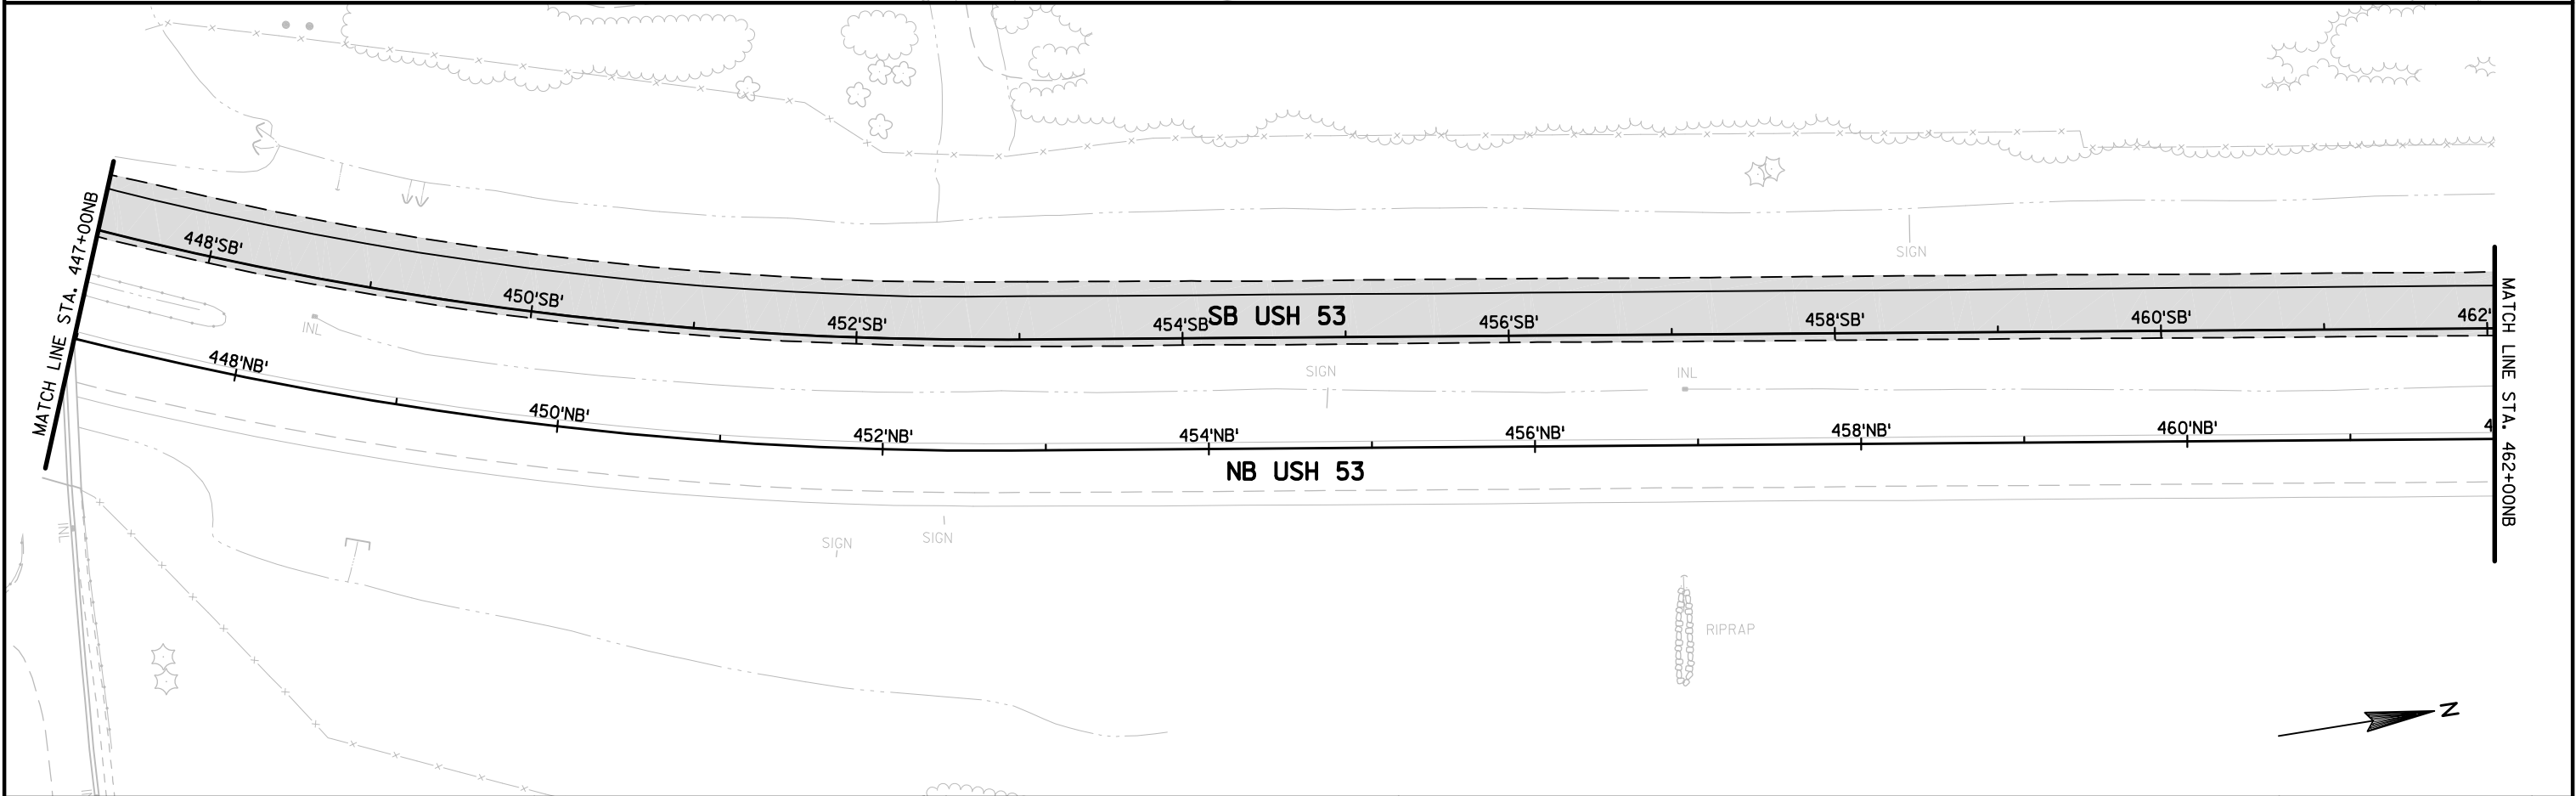 MATCH LINE STA. 447+00NB
448'SB'
450'SB'
452'SB'
454'SB
SB USH 53
456'SB'
458'SB'
460'SB'
462'
SIGN
INL
SIGN
INL
448'NB'
450'NB'
452'NB'
454'NB'
456'NB'
458'NB'
460'NB'
4
NB USH 53
MATCH LINE STA. 462+00NB
INL
SIGN
SIGN
RIPRAP
N